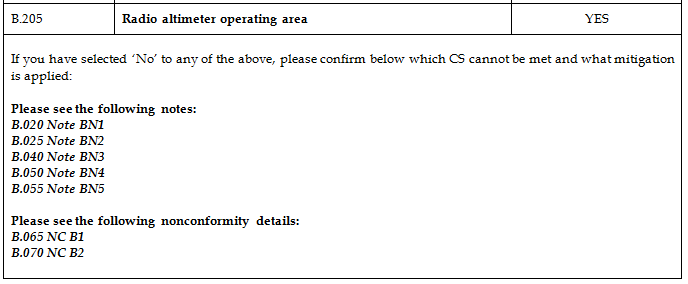 B.205 Radio altimeter operating area YES
If you have selected ‘No’ to any of the above, please confirm below which CS cannot be met and what mitigation
is applied:
Please see the following notes:
B.020 Note BN1
B.025 Note BN2
B.040 Note BN3
B.050 Note BN4
B.055 Note BN5
Please see the following nonconformity details:
B.065 NC B1
B.070 NC B2